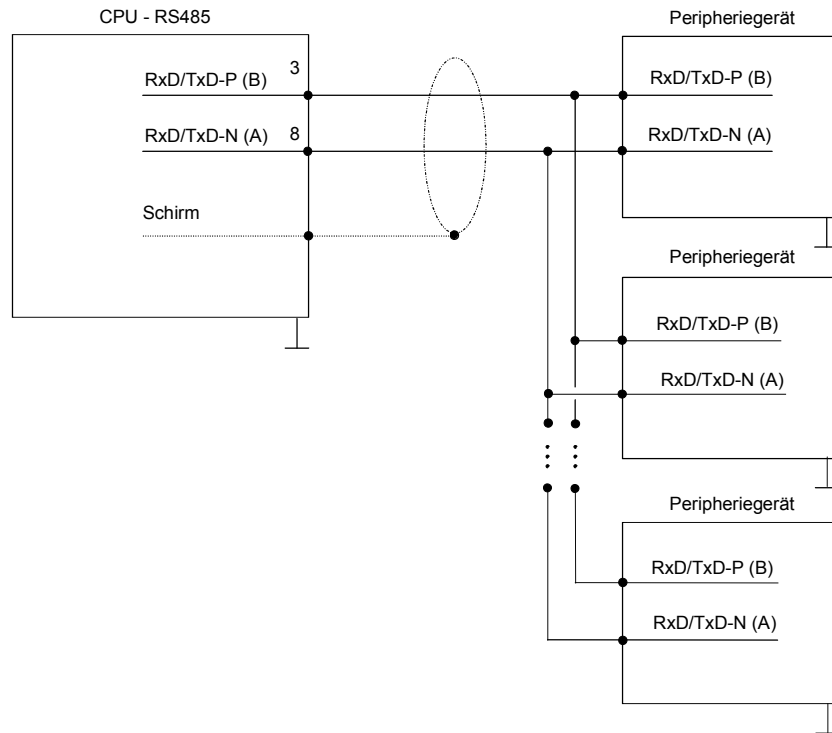 CPU - RS485
RxD/TxD-P (B)
3
RxD/TxD-N (A)
8
Schirm
Peripheriegerät
RxD/TxD-P (B)
RxD/TxD-N (A)
Peripheriegerät
RxD/TxD-P (B)
RxD/TxD-N (A)
Peripheriegerät
RxD/TxD-P (B)
RxD/TxD-N (A)